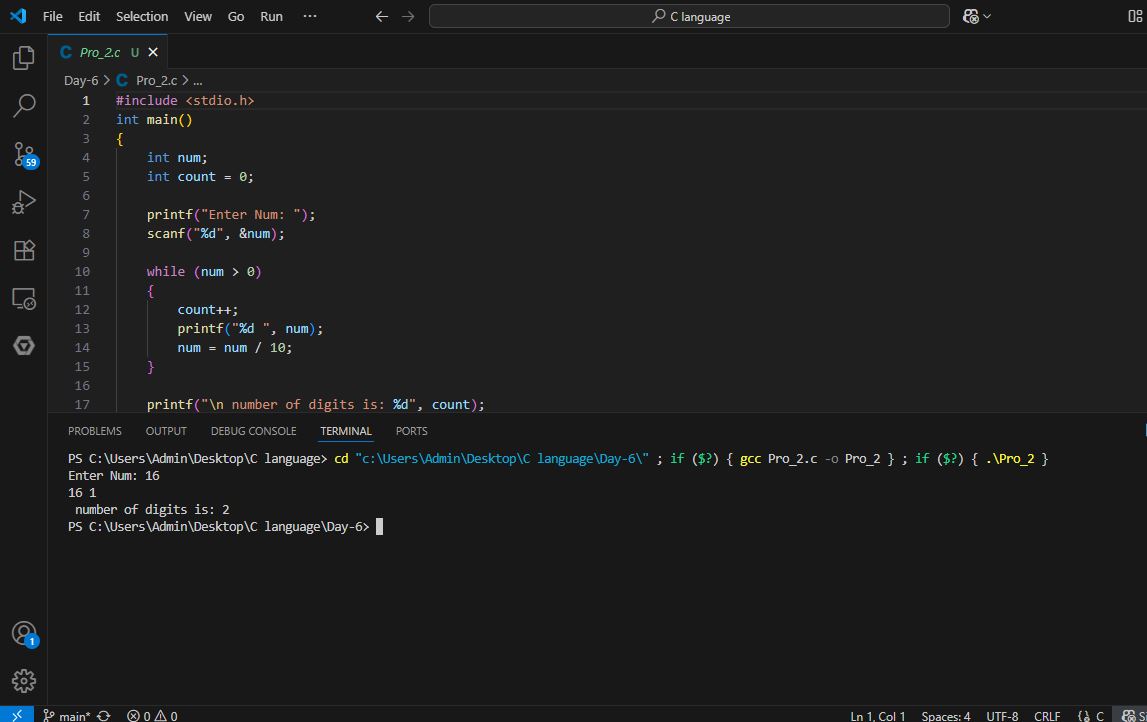 File Edit Selection View Go Run ···
C language
C Pro_2.c U
Day-6 > C Pro_2.c > ...
1 #include <stdio.h>
2 int main()
3 {
4     int num;
5     int count = 0;
6
7     printf("Enter Num: ");
8     scanf("%d", &num);
9
10     while (num > 0)
11     {
12         count++;
13         printf("%d ", num);
14         num = num / 10;
15     }
16
17     printf("\n number of digits is: %d", count);
59
PROBLEMS OUTPUT DEBUG CONSOLE TERMINAL PORTS
PS C:\Users\Admin\Desktop\C language> cd "c:\Users\Admin\Desktop\C language\Day-6\" ; if ($?) { gcc Pro_2.c -o Pro_2 } ; if ($?) { .\Pro_2 }
Enter Num: 16
16 1
 number of digits is: 2
PS C:\Users\Admin\Desktop\C language\Day-6>
1
main* 0 0 Ln 1, Col 1 Spaces: 4 UTF-8 CRLF {} C